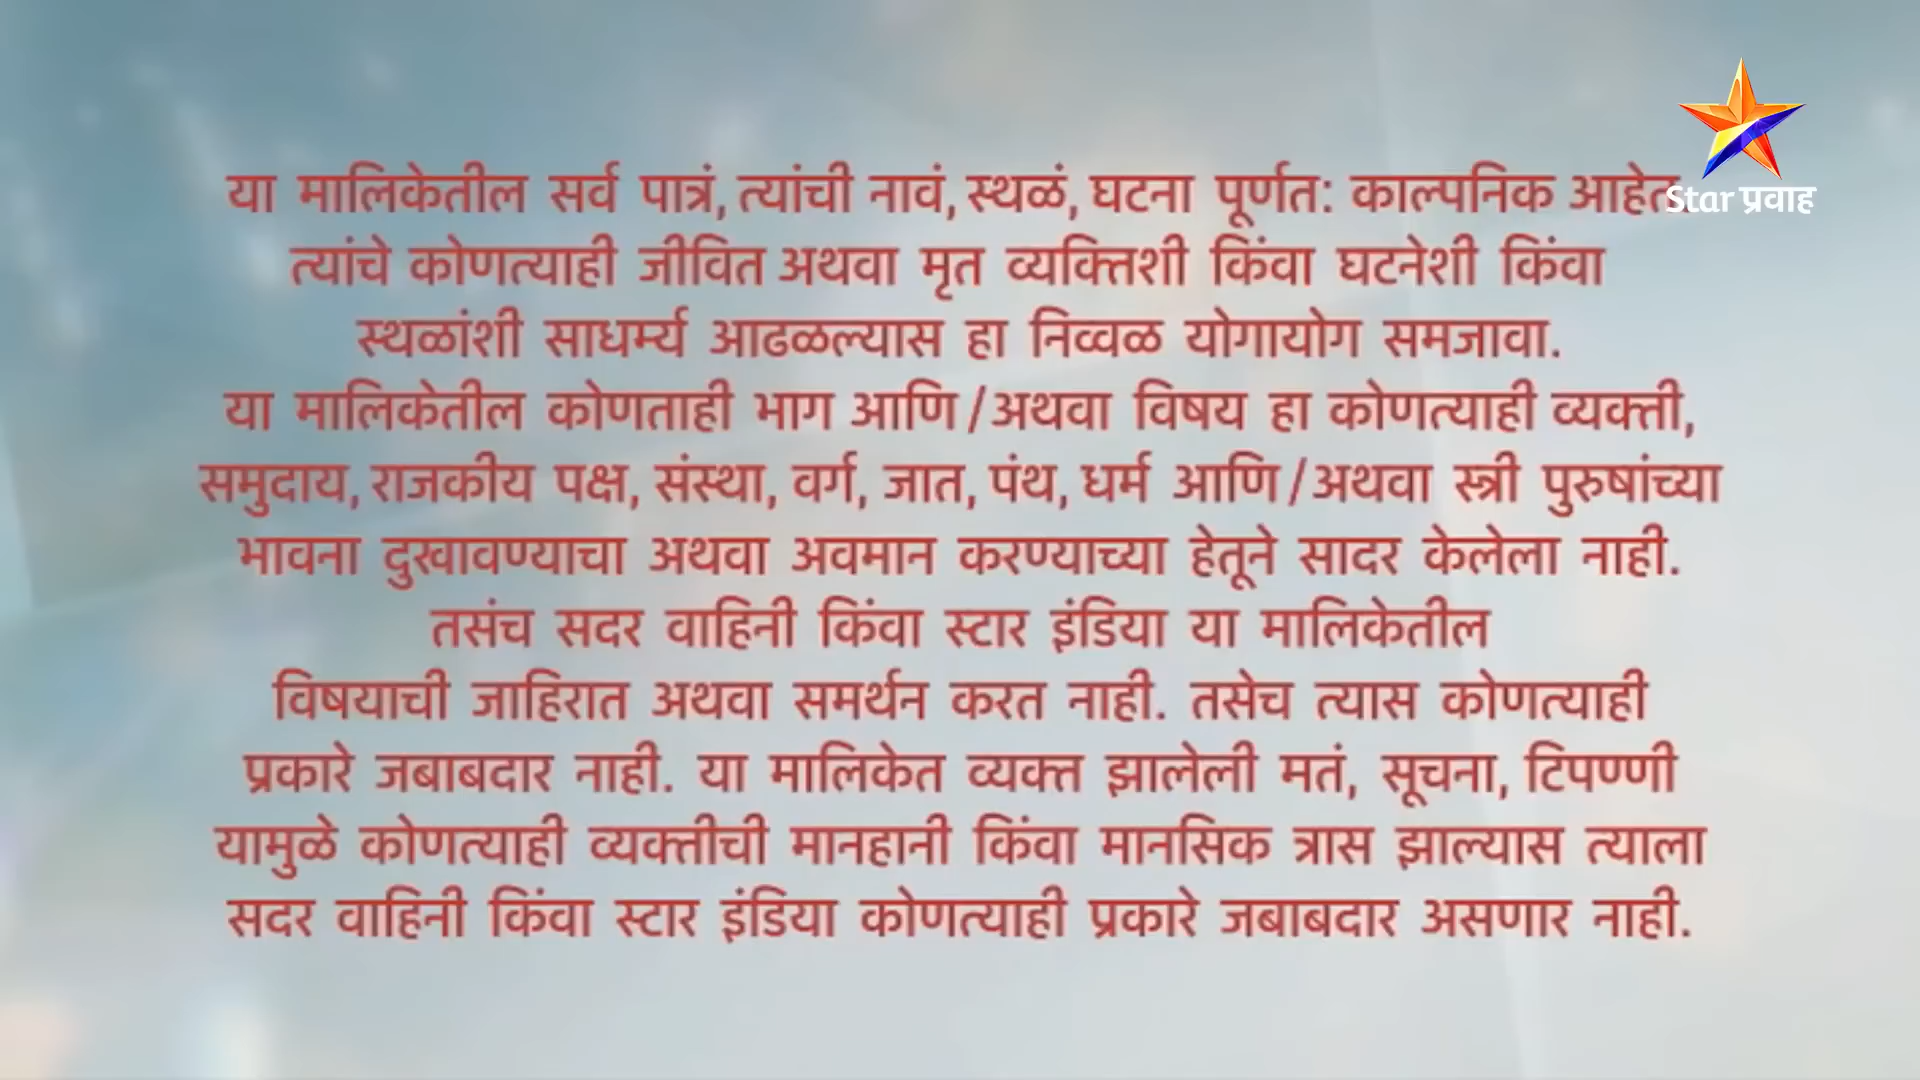 या मालिकेतील सर्व पात्रं, त्यांची नावं, स्थळं, घटना पूर्णत: काल्पनिक आहेत.
Star प्रवाह
त्यांचे कोणत्याही जीवित अथवा मृत व्यक्तिशी किंवा घटनेशी किंवा
स्थळांशी साधर्म्य आढळल्यास हा निव्वळ योगायोग समजावा.
या मालिकेतील कोणताही भाग आणि/अथवा विषय हा कोणत्याही व्यक्ती,
समुदाय, राजकीय पक्ष, संस्था, वर्ग, जात, पंथ, धर्म आणि/अथवा स्त्री पुरुषांच्या
भावना दुखावण्याचा अथवा अवमान करण्याच्या हेतूने सादर केलेला नाही.
तसंच सदर वाहिनी किंवा स्टार इंडिया या मालिकेतील
विषयाची जाहिरात अथवा समर्थन करत नाही. तसेच त्यास कोणत्याही
प्रकारे जबाबदार नाही. या मालिकेत व्यक्त झालेली मतं, सूचना, टिपण्णी
यामुळे कोणत्याही व्यक्तीची मानहानी किंवा मानसिक त्रास झाल्यास त्याला
सदर वाहिनी किंवा स्टार इंडिया कोणत्याही प्रकारे जबाबदार असणार नाही.